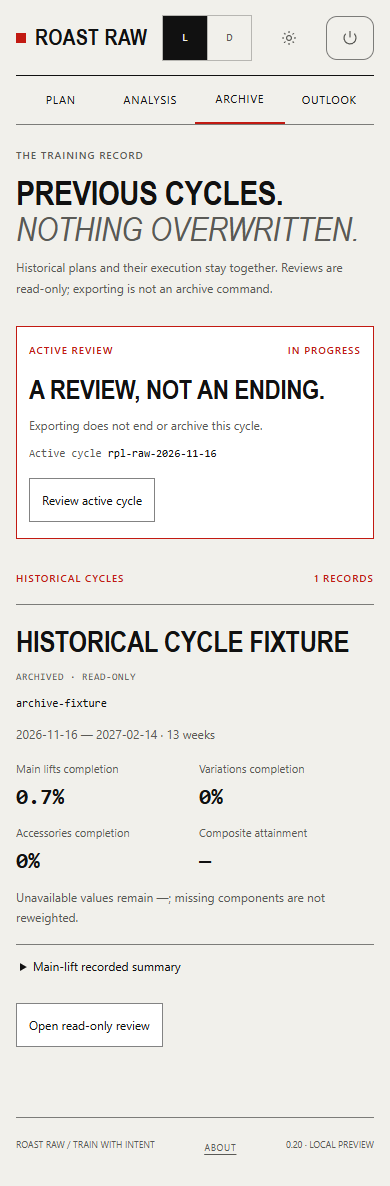 ROAST RAW
L
D
PLAN
ANALYSIS
ARCHIVE
OUTLOOK
THE TRAINING RECORD
PREVIOUS CYCLES.
NOTHING OVERWRITTEN.
Historical plans and their execution stay together. Reviews are
read-only; exporting is not an archive command.
ACTIVE REVIEW
IN PROGRESS
A REVIEW, NOT AN ENDING.
Exporting does not end or archive this cycle.
Active cycle rpl-raw-2026-11-16
Review active cycle
HISTORICAL CYCLES
1 RECORDS
HISTORICAL CYCLE FIXTURE
ARCHIVED · READ-ONLY
archive-fixture
2026-11-16 — 2027-02-14 · 13 weeks
Main lifts completion
Variations completion
0.7%
0%
Accessories completion
Composite attainment
0%
—
Unavailable values remain —; missing components are not
reweighted.
Main-lift recorded summary
Open read-only review
ROAST RAW / TRAIN WITH INTENT
ABOUT
0.20 · LOCAL PREVIEW